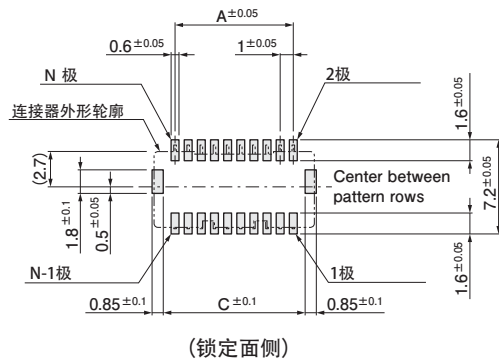 A±0.05
0.6±0.05
1±0.05
N 极
2极
连接器外形轮廓
1.6±0.05
(2.7)
Center between
pattern rows
7.2±0.05
1.8±0.1
0.5±0.05
N-1极
1极
1.6±0.05
0.85±0.1
C±0.1
0.85±0.1
(锁定面侧)